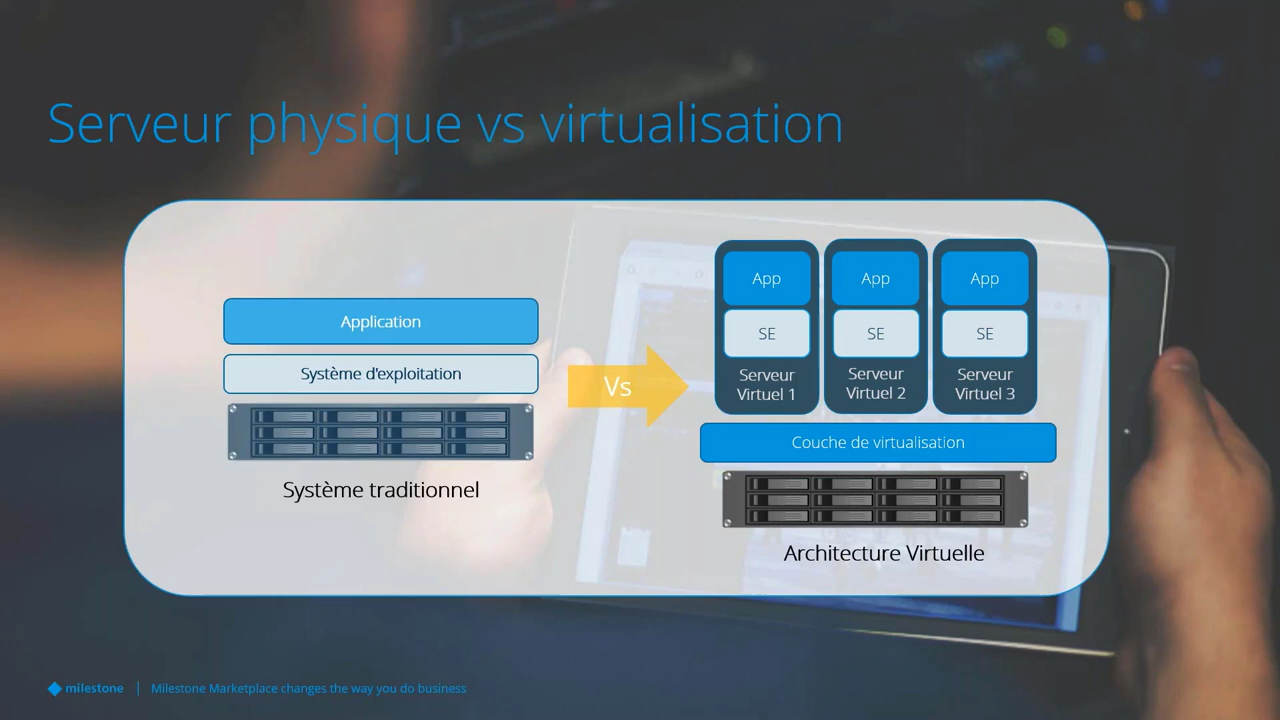 Serveur physique vs virtualisation
Application
Système d'exploitation
Système traditionnel
Vs
App
SE
Serveur
Virtuel 1
App
SE
Serveur
Virtuel 2
App
SE
Serveur
Virtuel 3
Couche de virtualisation
Architecture Virtuelle
milestone | Milestone Marketplace changes the way you do business